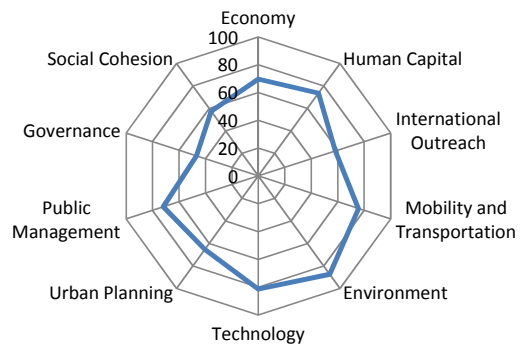 Economy
100
80
60
40
20
0
Human Capital
International
Outreach
Mobility and
Transportation
Environment
Technology
Urban Planning
Public
Management
Governance
Social Cohesion